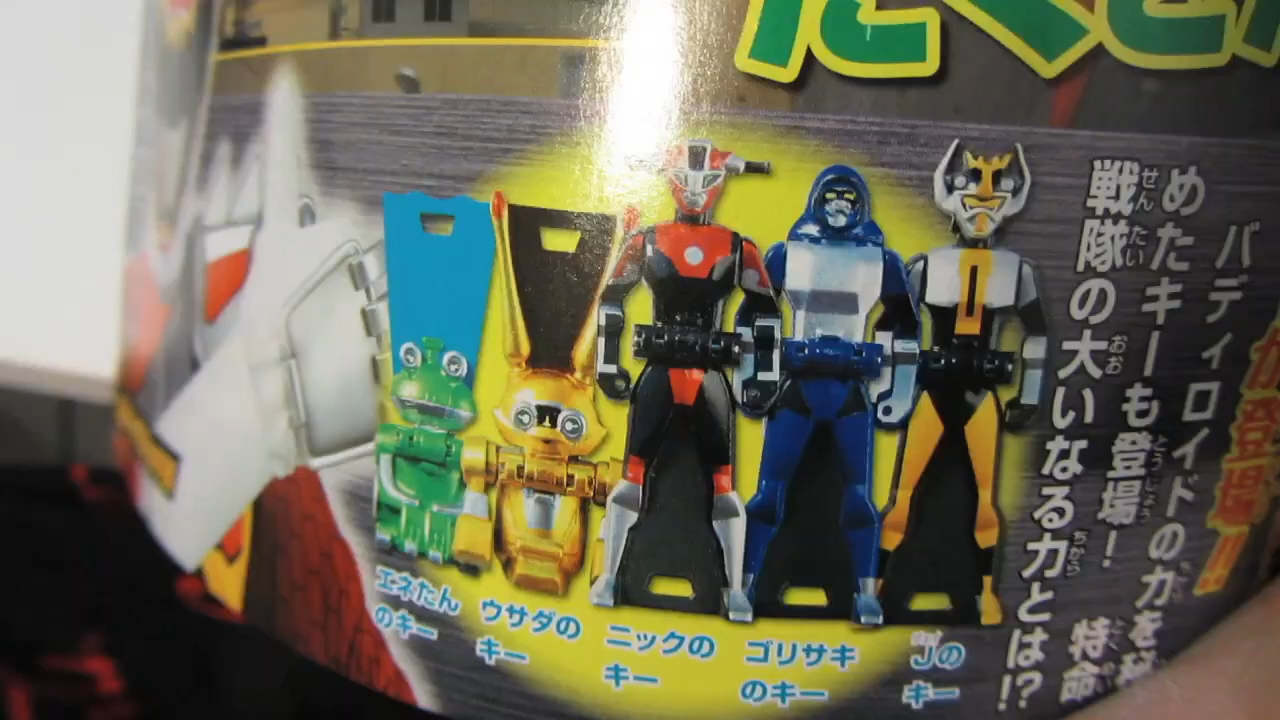 バディロイドの力を秘
めたキーも登場! 特命
戦隊の大いなる力とは!?
登場!!
エネたん
のキー
ウサダの
キー
ニックの
キー
ゴリサキ
のキー
Jの
キー